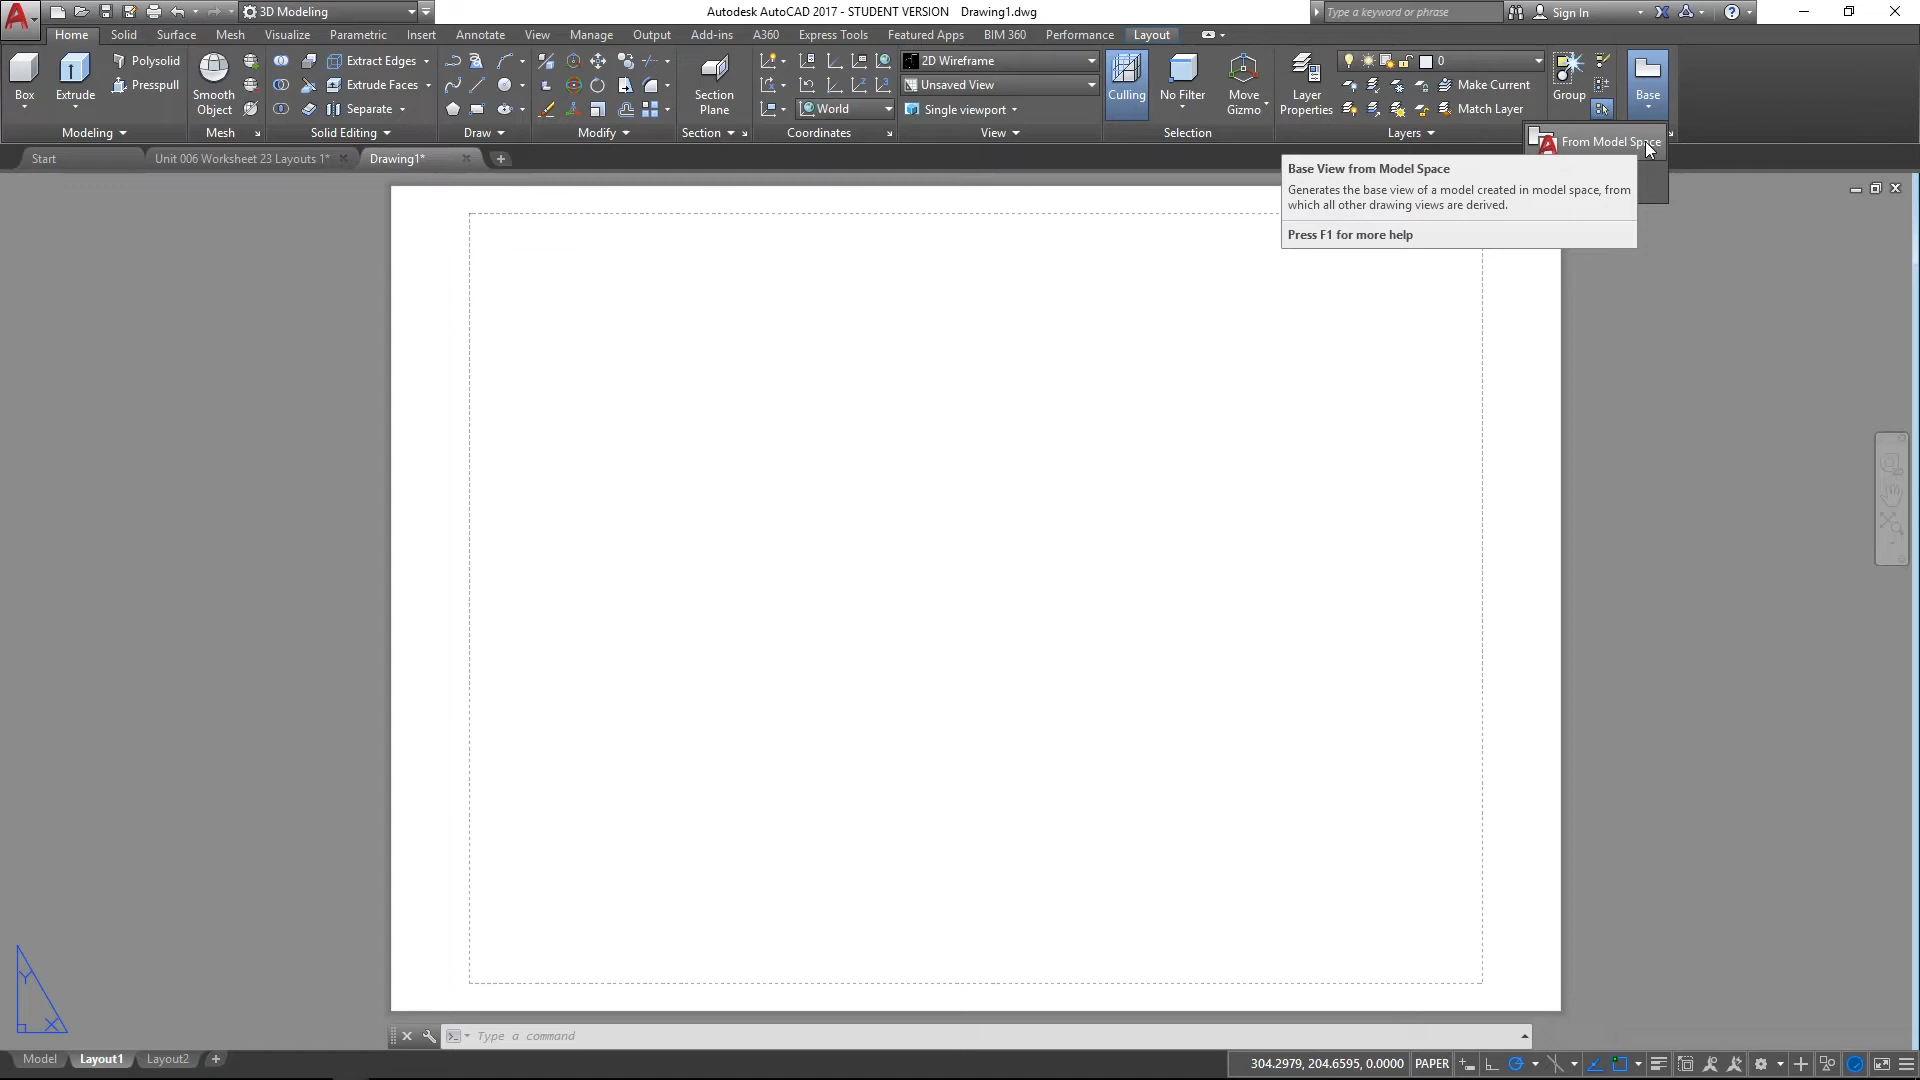 3D Modeling
Autodesk AutoCAD 2017 - STUDENT VERSION Drawing1.dwg
Type a keyword or phrase
Sign In
Home Solid Surface Mesh Visualize Parametric Insert Annotate View Manage Output Add-ins A360 Express Tools Featured Apps BIM 360 Performance Layout
Box
Extrude
Polysolid
Presspull
Modeling
Smooth
Object
Mesh
Extract Edges
Extrude Faces
Separate
Solid Editing
Draw
Modify
Section
Plane
Section
World
Coordinates
2D Wireframe
Unsaved View
Single viewport
View
Culling
No Filter
Move
Gizmo
Selection
Layer
Properties
0
Make Current
Match Layer
Layers
Group
Base
From Model Space
Start
Unit 006 Worksheet 23 Layouts 1*
Drawing1*
Base View from Model Space
Generates the base view of a model created in model space, from
which all other drawing views are derived.
Press F1 for more help
Y
X
Type a command
Model Layout1 Layout2
304.2979, 204.6595, 0.0000 PAPER